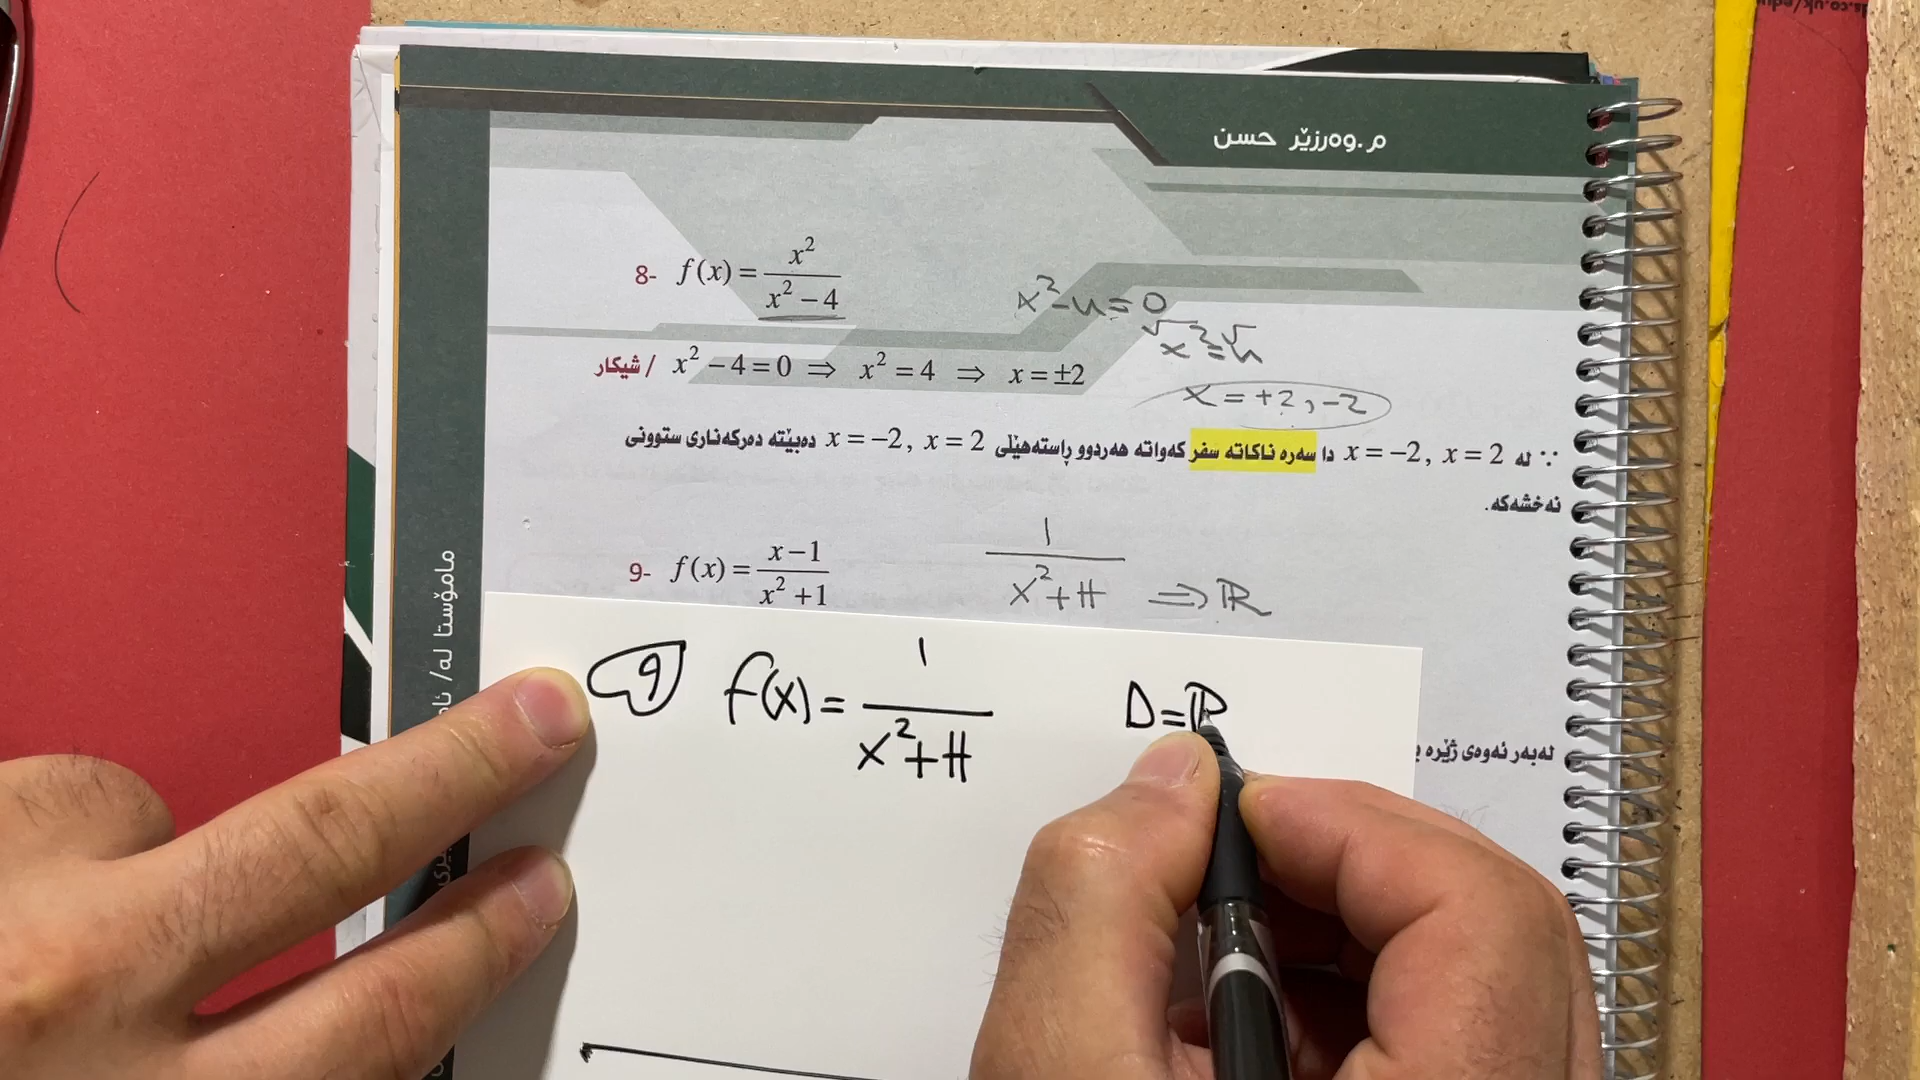 م.وەرزێر حسن
8- f(x) = x² / (x² − 4)
x² - 4 = 0
√x² = √4
شیکار / x² − 4 = 0 ⇒ x² = 4 ⇒ x = ±2
x = +2 , -2
∵ لە x = −2 , x = 2 دا سەرە ناکاتە سفر کەواتە هەردوو ڕاستەهێڵی x = −2 , x = 2 دەبێتە دەرکەناری ستوونی
نەخشەکە.
9- f(x) = (x − 1) / (x² + 1)
1 / (x² + #) ⇒ ℝ
9 f(x) = 1 / (x² + #) D = ℝ
لەبەر ئەوەی ژێرە
مامۆستا لە/